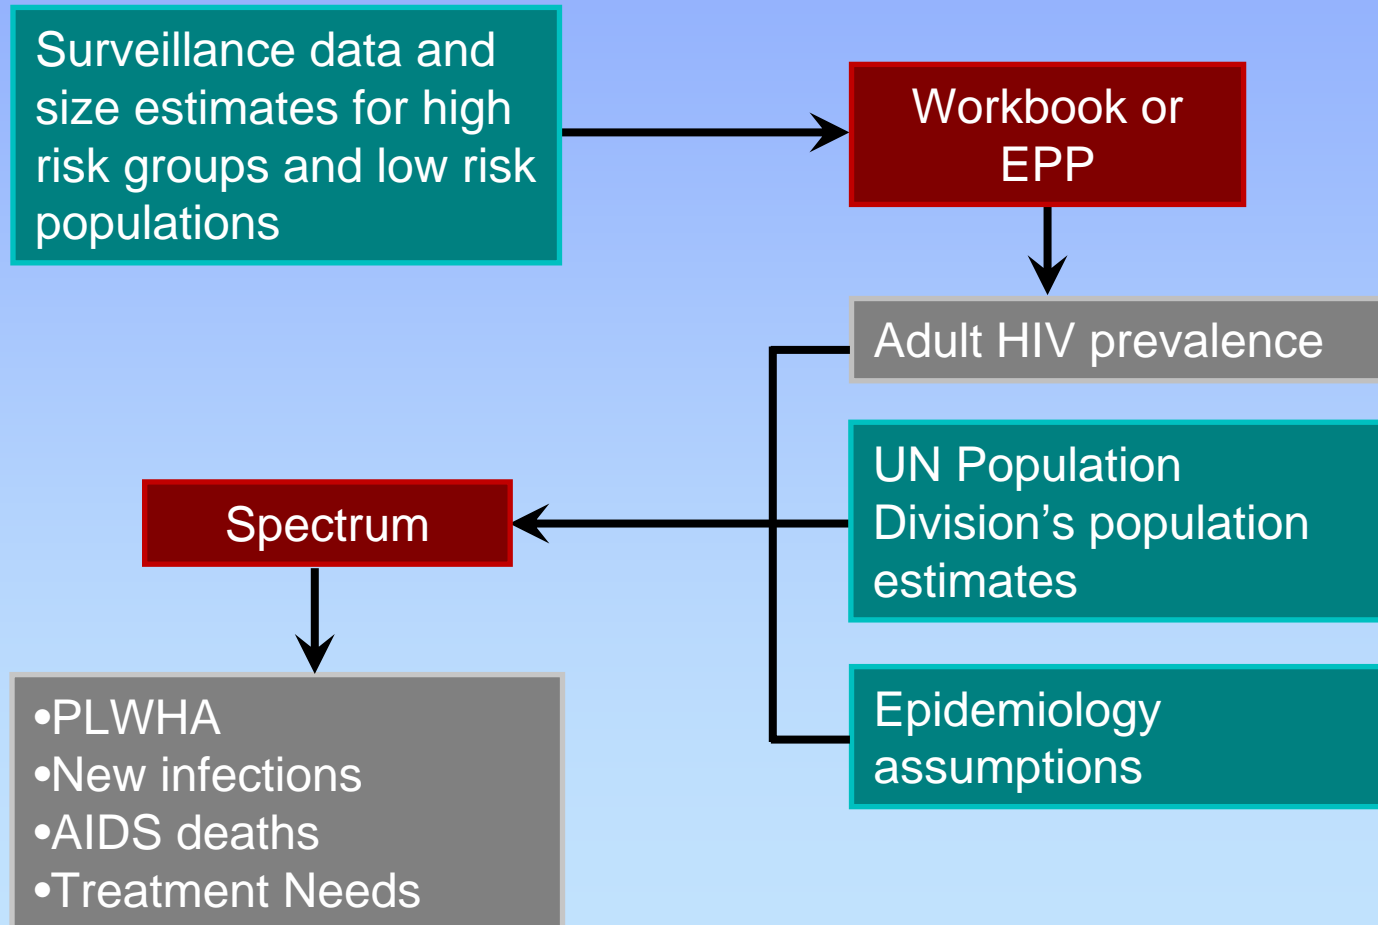 Surveillance data and
size estimates for high
risk groups and low risk
populations
Workbook or
EPP
Adult HIV prevalence
UN Population
Division’s population
estimates
Spectrum
Epidemiology
assumptions
•PLWHA
•New infections
•AIDS deaths
•Treatment Needs